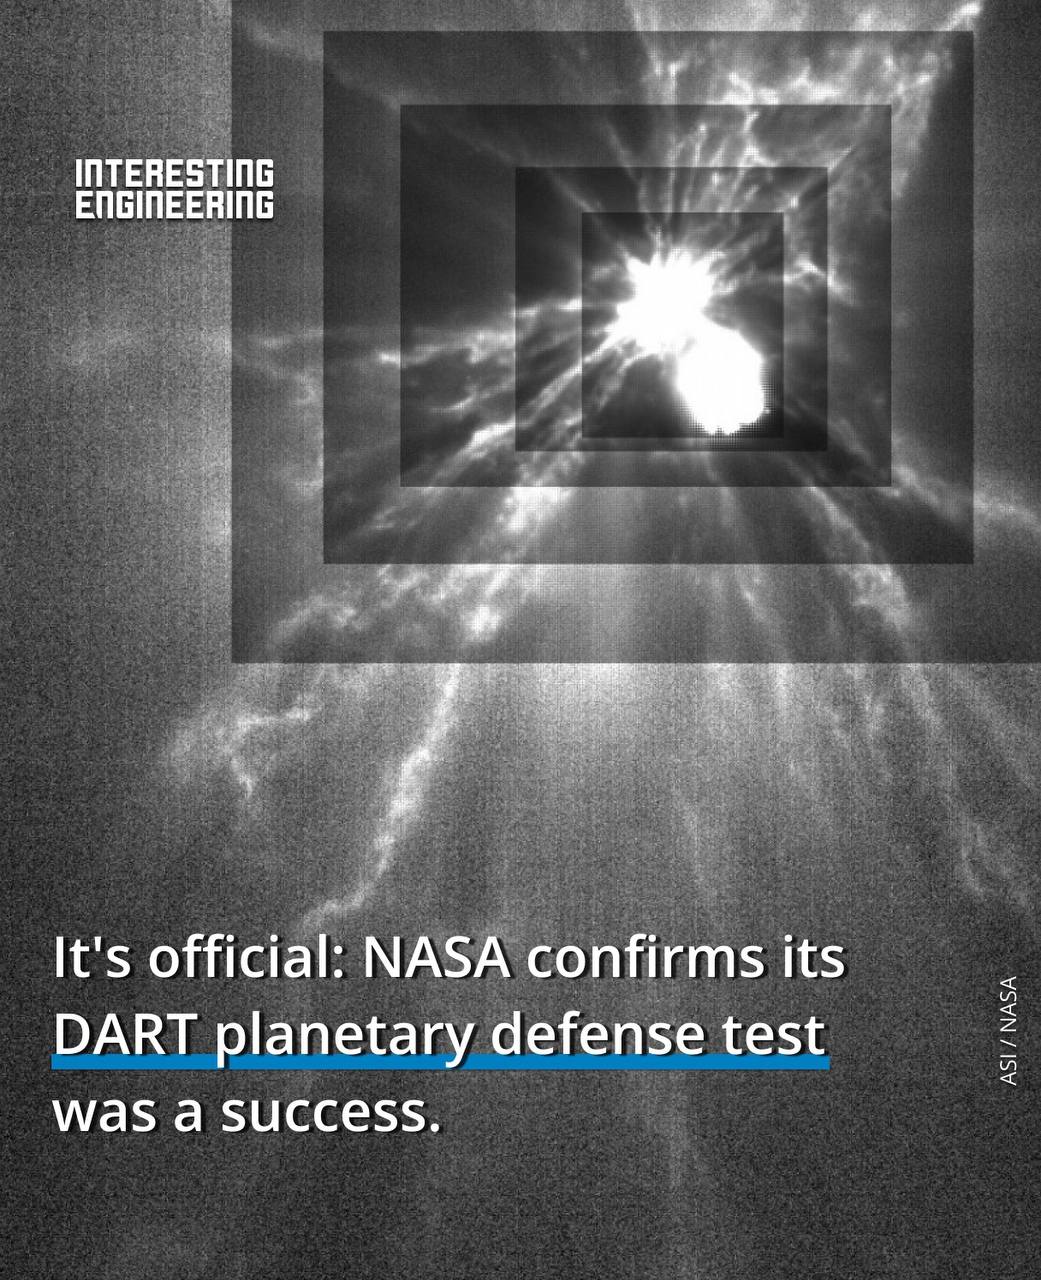 INTERESTING
ENGINEERING
It's official: NASA confirms its
DART planetary defense test
was a success.
ASI / NASA